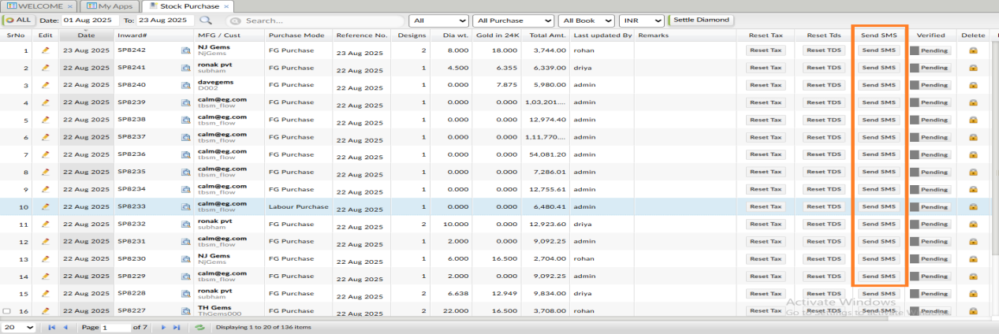 WELCOME × My Apps × Stock Purchase ×
ALL Date: 01 Aug 2025 To: 23 Aug 2025 Search... All All Purchase All Book INR Settle Diamond
SrNo Edit Date Inward# MFG / Cust Purchase Mode Reference No. Designs Dia wt. Gold in 24K Total Amt. Last updated By Remarks Reset Tax Reset Tds Send SMS Verified Delete
1 23 Aug 2025 SP8242 NJ Gems NjGems FG Purchase 23 Aug 2025 2 8.000 18.000 3,744.00 rohan Reset Tax Reset TDS Send SMS Pending
2 22 Aug 2025 SP8241 ronak pvt subham FG Purchase 22 Aug 2025 2 4.500 6.355 6,339.00 driya Reset Tax Reset TDS Send SMS Pending
3 22 Aug 2025 SP8240 davegems D002 FG Purchase 22 Aug 2025 1 0.000 7.875 5,980.00 admin Reset Tax Reset TDS Send SMS Pending
4 22 Aug 2025 SP8239 calm@eg.com tbsm_flow FG Purchase 22 Aug 2025 1 0.000 0.000 1,03,201.... admin Reset Tax Reset TDS Send SMS Pending
5 22 Aug 2025 SP8238 calm@eg.com tbsm_flow FG Purchase 22 Aug 2025 1 0.000 0.000 12,974.40 admin Reset Tax Reset TDS Send SMS Pending
6 22 Aug 2025 SP8237 calm@eg.com tbsm_flow FG Purchase 22 Aug 2025 1 0.000 0.000 1,11,770.... admin Reset Tax Reset TDS Send SMS Pending
7 22 Aug 2025 SP8236 calm@eg.com tbsm_flow FG Purchase 22 Aug 2025 1 0.000 0.000 54,081.20 admin Reset Tax Reset TDS Send SMS Pending
8 22 Aug 2025 SP8235 calm@eg.com tbsm_flow FG Purchase 22 Aug 2025 1 0.000 0.000 7,286.01 admin Reset Tax Reset TDS Send SMS Pending
9 22 Aug 2025 SP8234 calm@eg.com tbsm_flow FG Purchase 22 Aug 2025 1 0.000 0.000 12,755.61 admin Reset Tax Reset TDS Send SMS Pending
10 22 Aug 2025 SP8233 calm@eg.com tbsm_flow Labour Purchase 22 Aug 2025 1 0.000 0.000 6,480.41 admin Reset Tax Reset TDS Send SMS Pending
11 22 Aug 2025 SP8232 ronak pvt subham FG Purchase 22 Aug 2025 2 10.000 0.000 12,923.60 driya Reset Tax Reset TDS Send SMS Pending
12 22 Aug 2025 SP8231 calm@eg.com tbsm_flow FG Purchase 22 Aug 2025 1 2.000 0.000 9,092.25 admin Reset Tax Reset TDS Send SMS Pending
13 22 Aug 2025 SP8230 NJ Gems NJGems FG Purchase 22 Aug 2025 1 6.000 16.500 2,704.00 rohan Reset Tax Reset TDS Send SMS Pending
14 22 Aug 2025 SP8229 calm@eg.com tbsm_flow FG Purchase 22 Aug 2025 1 2.000 0.000 9,092.25 admin Reset Tax Reset TDS Send SMS Pending
15 22 Aug 2025 SP8228 ronak pvt subham FG Purchase 22 Aug 2025 2 6.638 12.949 9,834.00 driya Reset Tax Reset TDS Send SMS Pending
16 22 Aug 2025 SP8227 TH Gems ThGems000 FG Purchase 22 Aug 2025 2 22.000 16.500 3,708.00 rohan Reset Tax Reset TDS Send SMS Pending
Activate Windows
Go to Settings to activate Windows.
20 Page 1 of 7 Displaying 1 to 20 of 136 items